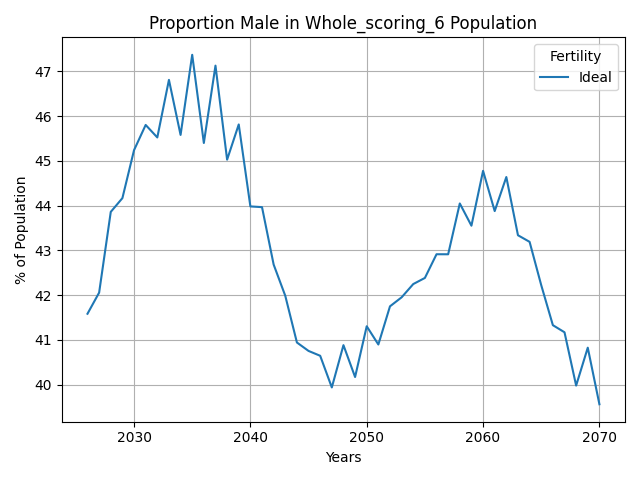 Proportion Male in Whole_scoring_6 Population
Fertility
Ideal
% of Population
47
46
45
44
43
42
41
40
2030 2040 2050 2060 2070
Years